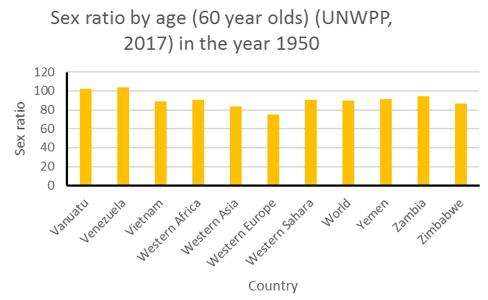 Sex ratio by age (60 year olds) (UNWPP,
2017) in the year 1950
120
100
80
60
40
20
0
Sex ratio
Vanuatu
Venezuela
Vietnam
Western Africa
Western Asia
Western Europe
Western Sahara
World
Yemen
Zambia
Zimbabwe
Country